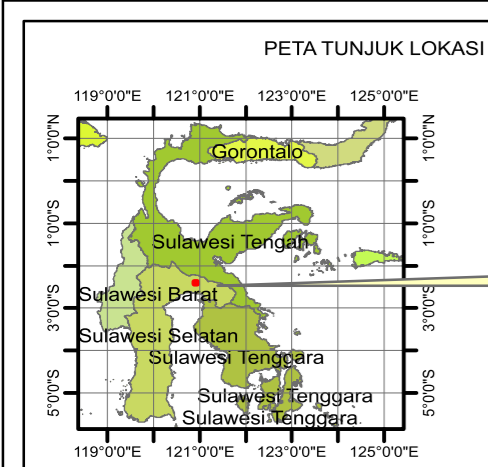 PETA TUNJUK LOKASI
119°0'0"E 121°0'0"E 123°0'0"E 125°0'0"E
1°0'0"N 1°0'0"N
Gorontalo
1°0'0"S 1°0'0"S
Sulawesi Tengah
Sulawesi Barat
3°0'0"S 3°0'0"S
Sulawesi Selatan
Sulawesi Tenggara
5°0'0"S 5°0'0"S
Sulawesi Tenggara
Sulawesi Tenggara
119°0'0"E 121°0'0"E 123°0'0"E 125°0'0"E